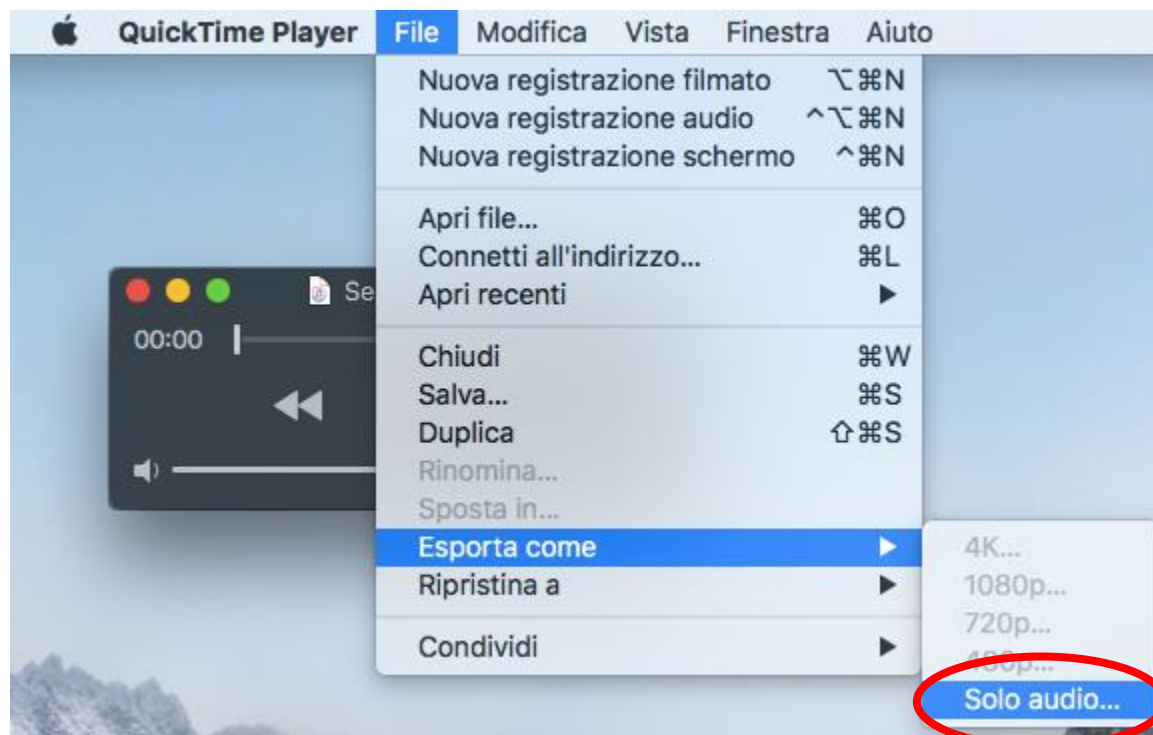 QuickTime Player File Modifica Vista Finestra Aiuto
Nuova registrazione filmato ⌥⌘N
Nuova registrazione audio ^⌥⌘N
Nuova registrazione schermo ^⌘N
Apri file... ⌘O
Connetti all'indirizzo... ⌘L
Apri recenti ▶
Chiudi ⌘W
Salva... ⌘S
Duplica ⇧⌘S
Rinomina...
Sposta in...
Esporta come ▶
Ripristina a ▶
Condividi ▶
4K...
1080p...
720p...
480p...
Solo audio...
Se
00:00